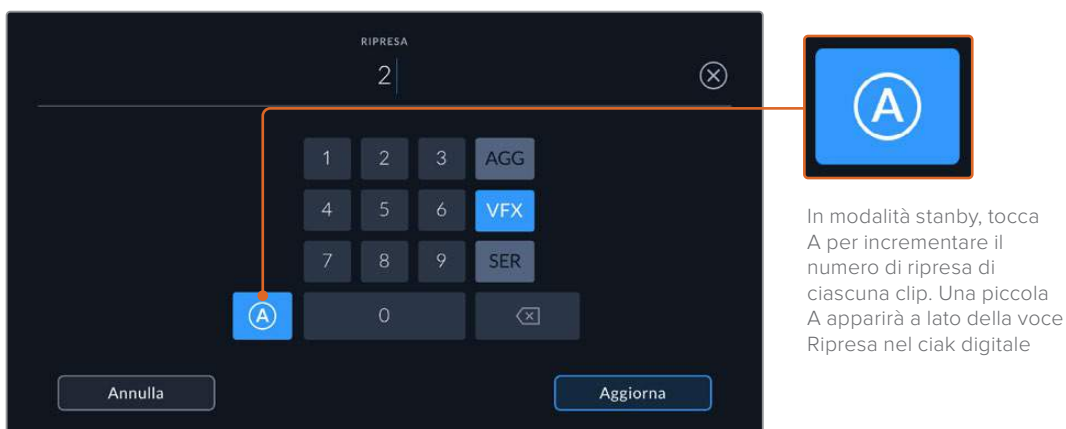 RIPRESA
2
1 2 3 AGG
4 5 6 VFX
7 8 9 SER
A 0
Annulla Aggiorna
A
In modalità stanby, tocca
A per incrementare il
numero di ripresa di
ciascuna clip. Una piccola
A apparirà a lato della voce
Ripresa nel ciak digitale